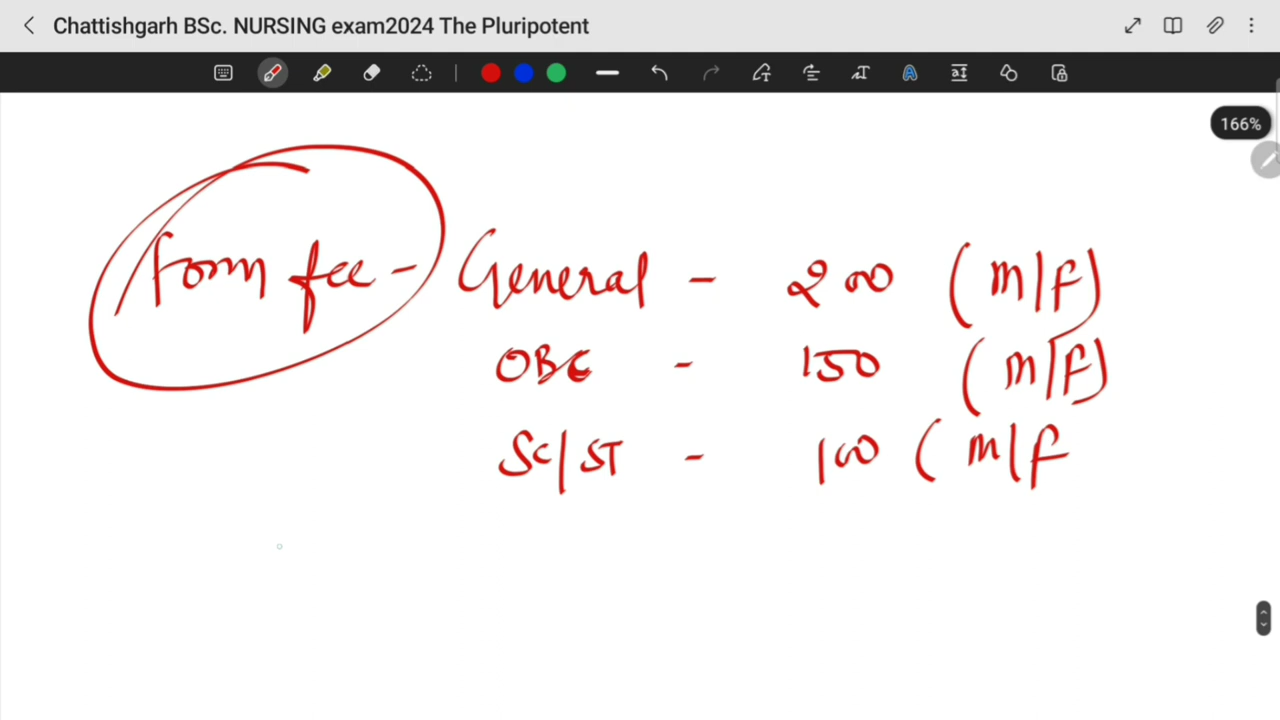 Chattishgarh BSc. NURSING exam2024 The Pluripotent
166%
Form fee - General - 200 (M/F)
OBC - 150 (M/F)
SC/ST - 100 (M/F